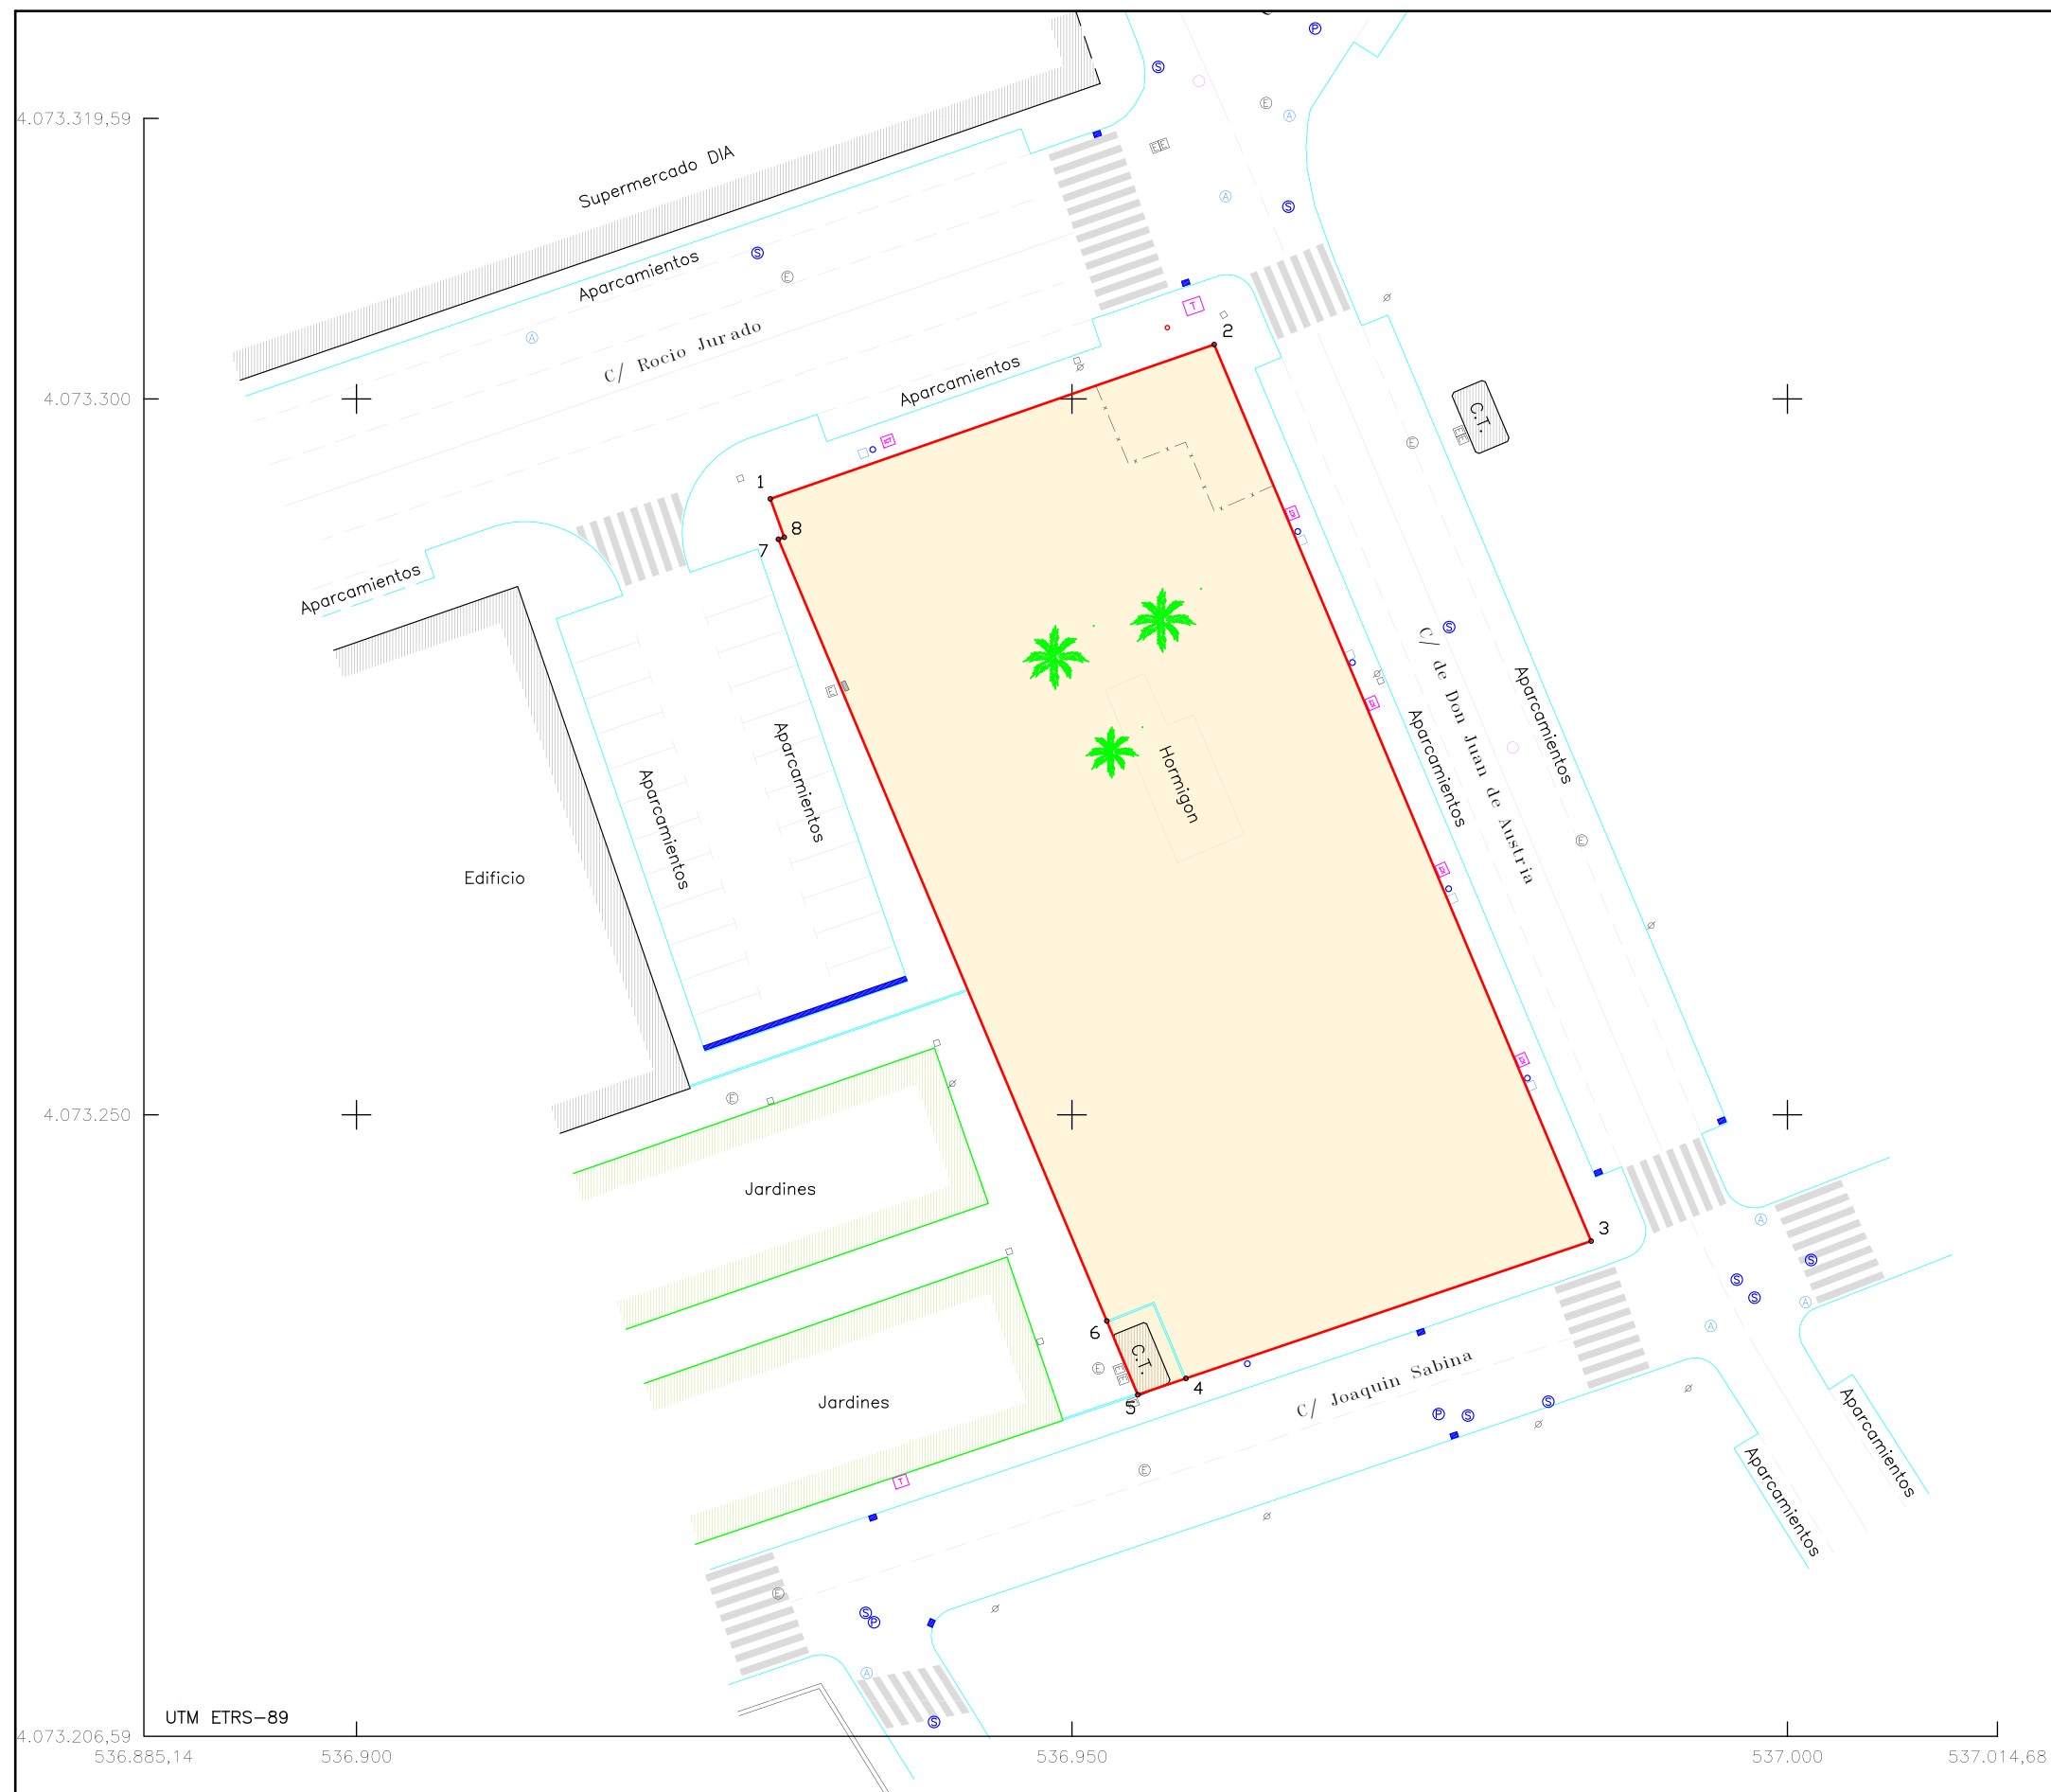 4.073.319,59
Supermercado DIA
Aparcamientos
C/ Rocio Jurado
Aparcamientos
4.073.300
2
1
8
7
C.T.
Aparcamientos
Aparcamientos
Aparcamientos
Edificio
Hormigon
C/ de Don Juan de Austria
Aparcamientos
Aparcamientos
4.073.250
Jardines
3
6
C.T.
4
5
Jardines
C/ Joaquin Sabina
Aparcamientos
Aparcamientos
UTM ETRS-89
4.073.206,59
536.885,14
536.900
536.950
537.000
537.014,68